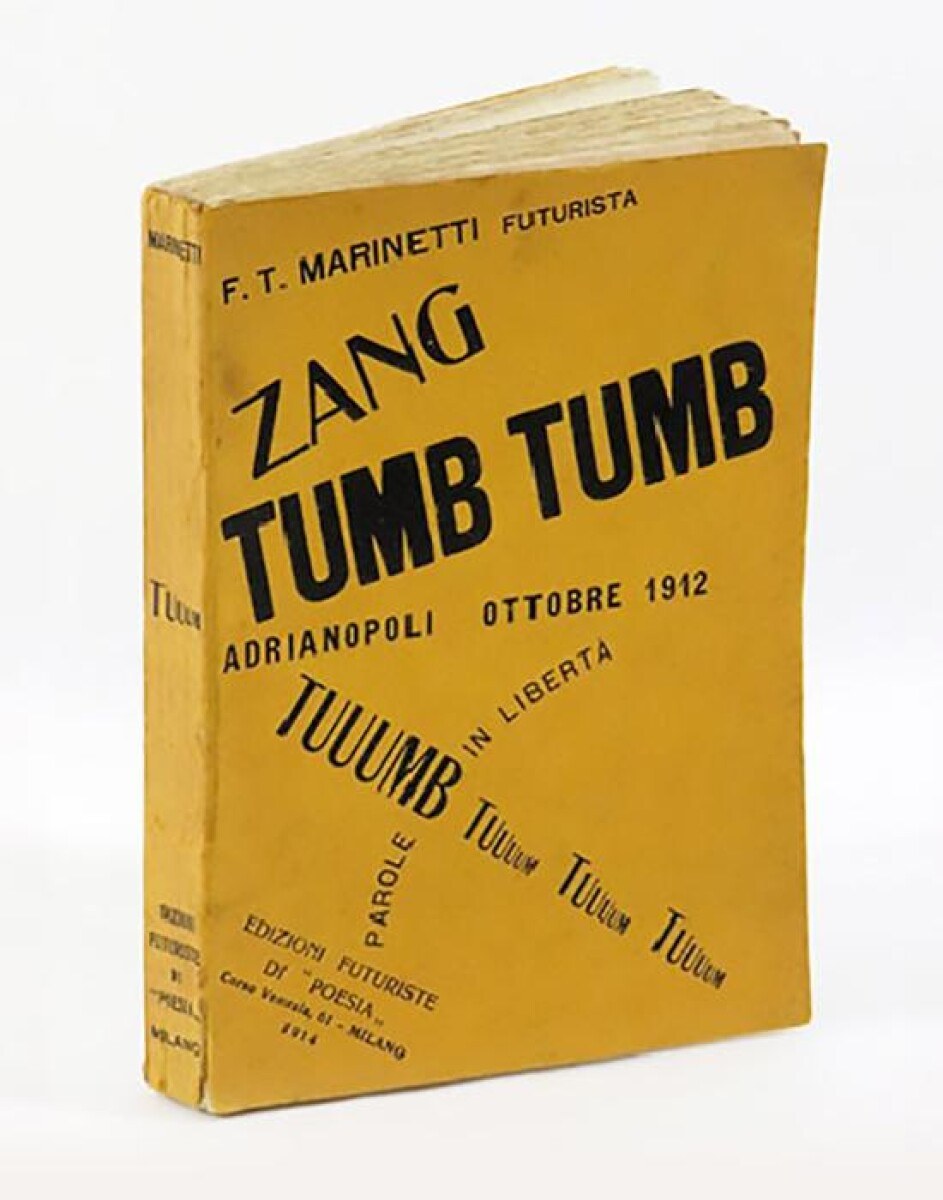 F. T. MARINETTI FUTURISTA
ZANG
TUMB TUMB
ADRIANOPOLI OTTOBRE 1912
TUUUMB
TUUUUM TUUUUM TUUUUM
PAROLE IN LIBERTÀ
EDIZIONI FUTURISTE
DI "POESIA„
Corso Venezia, 61 - MILANO
1914
MARINETTI
TUUUM
EDIZIONI
FUTURISTE
DI
"POESIA„
MILANO